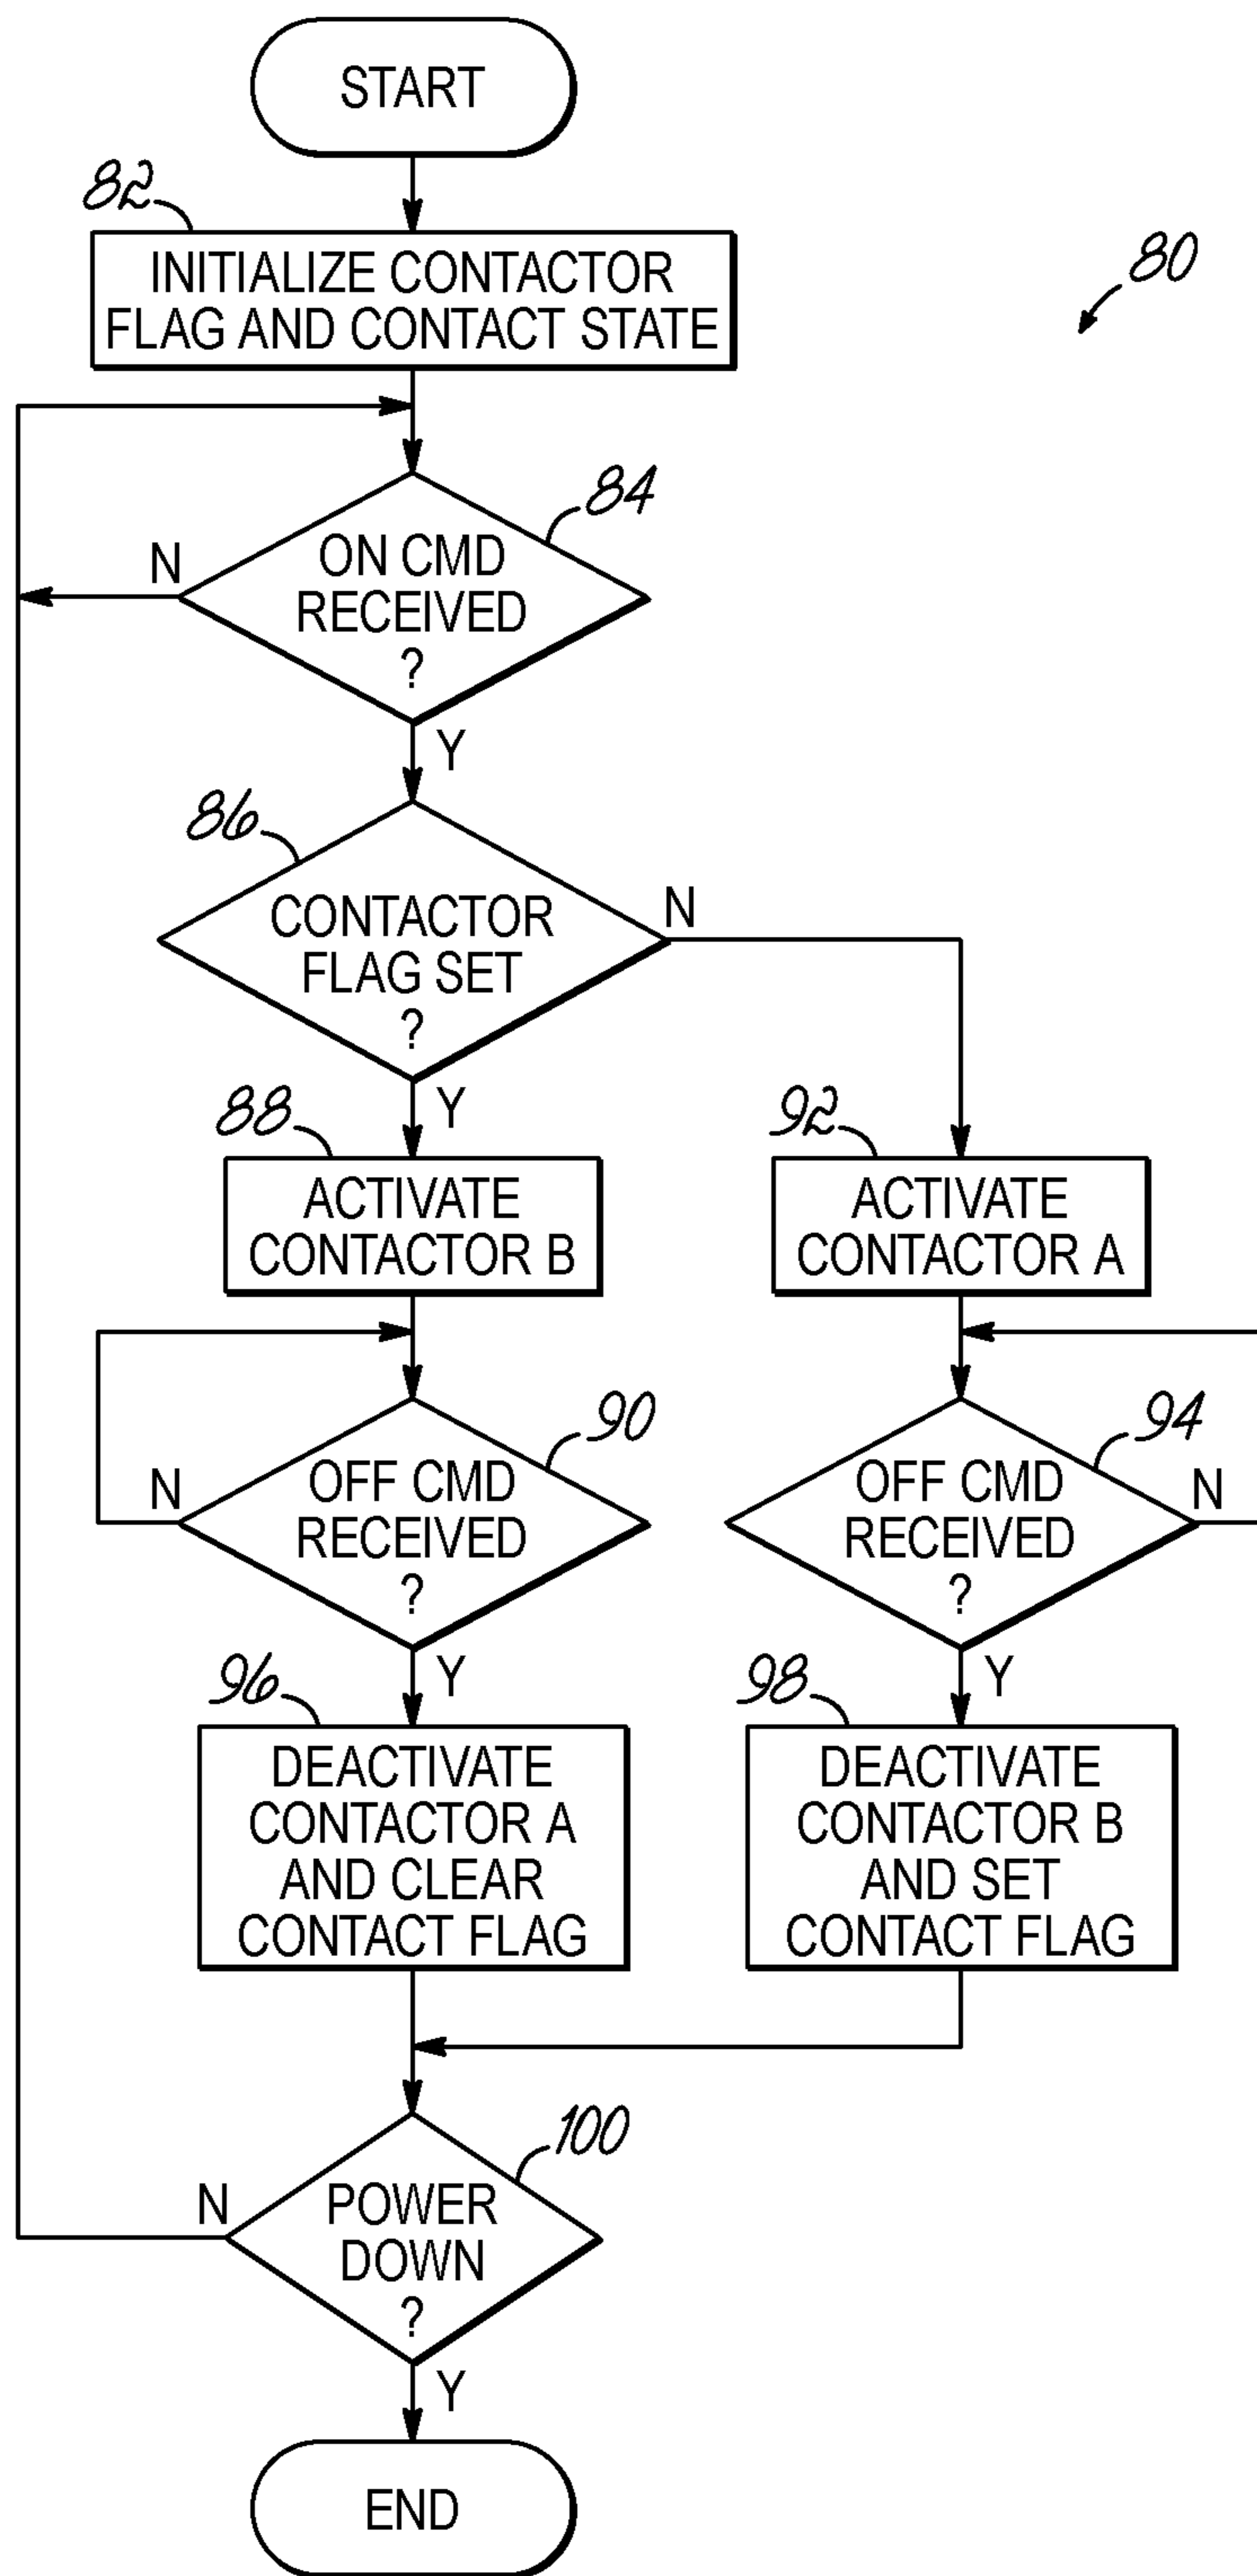 START
82
INITIALIZE CONTACTOR
FLAG AND CONTACT STATE
80
84
ON CMD
RECEIVED
?
N
Y
86
CONTACTOR
FLAG SET
?
N
Y
88
ACTIVATE
CONTACTOR B
92
ACTIVATE
CONTACTOR A
90
OFF CMD
RECEIVED
?
N
Y
94
OFF CMD
RECEIVED
?
N
Y
96
DEACTIVATE
CONTACTOR A
AND CLEAR
CONTACT FLAG
98
DEACTIVATE
CONTACTOR B
AND SET
CONTACT FLAG
100
POWER
DOWN
?
N
Y
END